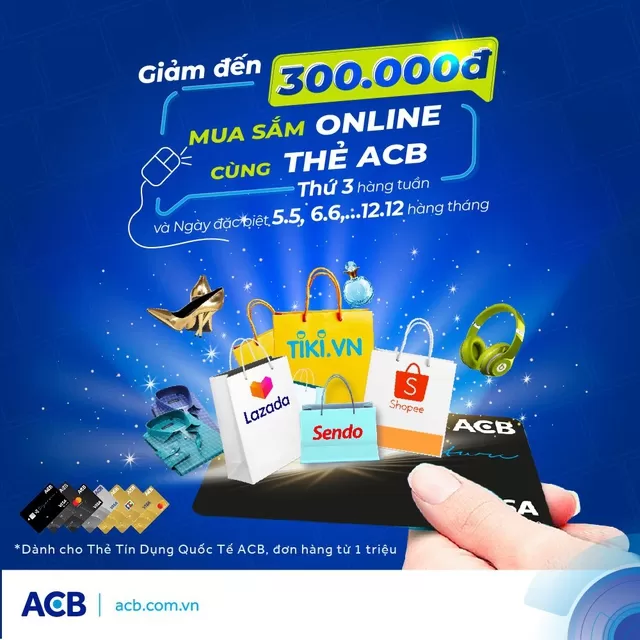 Giảm đến 300.000đ
MUA SẮM ONLINE
CÙNG THẺ ACB
Thứ 3 hàng tuần
và Ngày đặc biệt 5.5, 6.6,...12.12 hàng tháng
TiKi.VN
Lazada
Sendo
Shopee
ACB
VISA
*Dành cho Thẻ Tín Dụng Quốc Tế ACB, đơn hàng từ 1 triệu
ACB | acb.com.vn